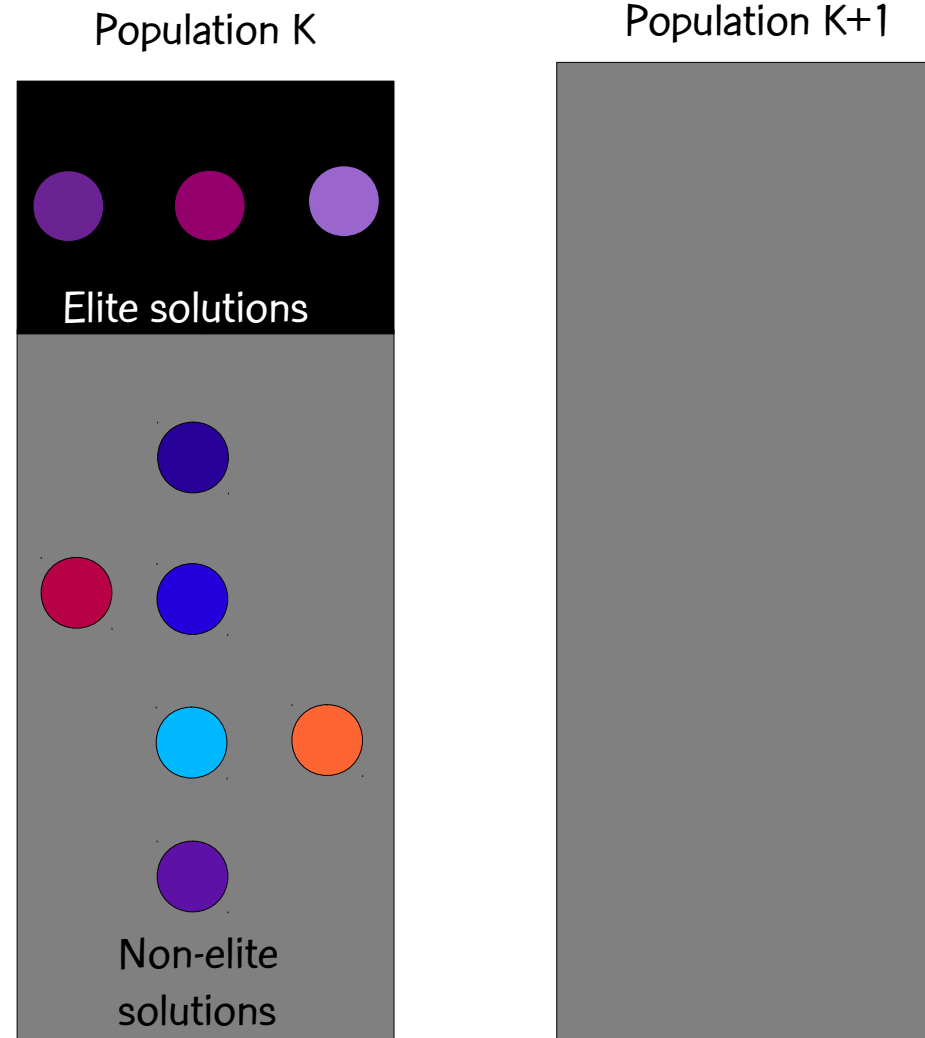 Population K
Population K+1
Elite solutions
Non-elite
solutions